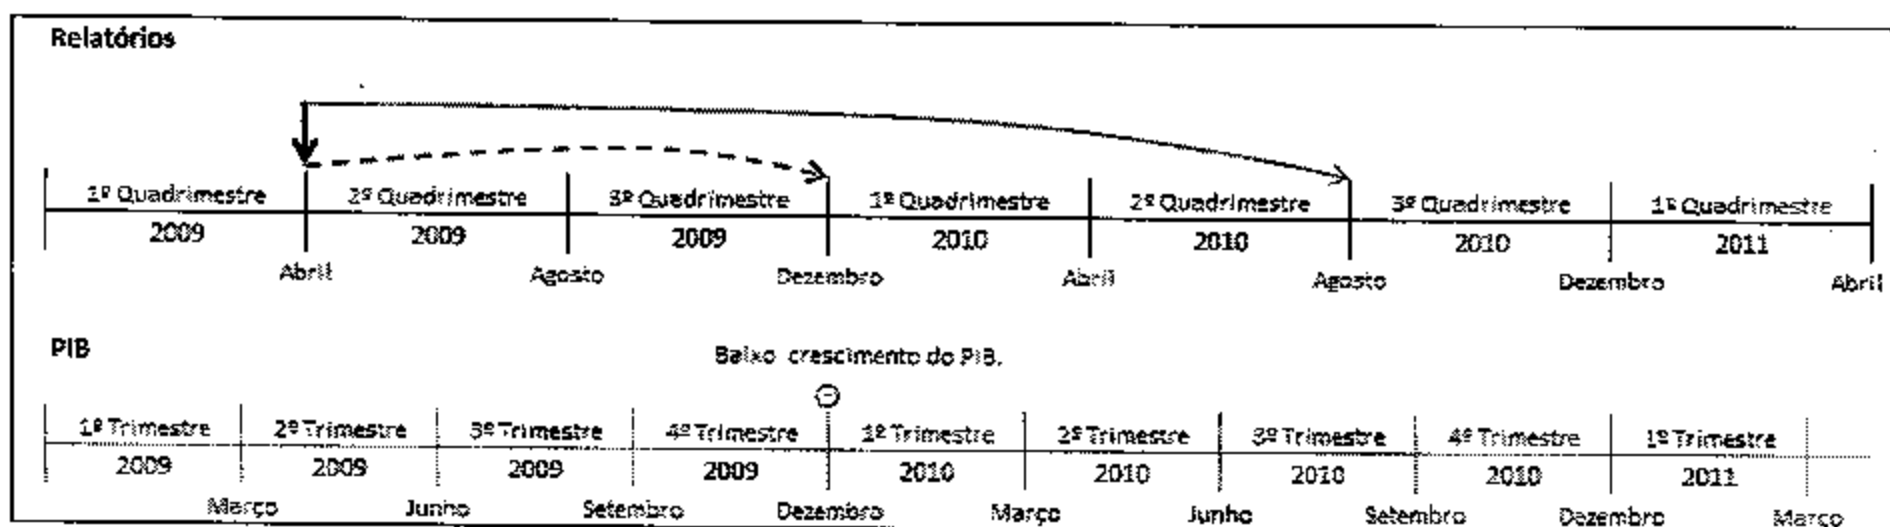 Relatórios
1º Quadrimestre 2º Quadrimestre 3º Quadrimestre 1º Quadrimestre 2º Quadrimestre 3º Quadrimestre 1º Quadrimestre
2009 2009 2009 2010 2010 2010 2011
Abril Agosto Dezembro Abril Agosto Dezembro Abril
PIB
Baixo crescimento do PIB.
1º Trimestre 2º Trimestre 3º Trimestre 4º Trimestre 1º Trimestre 2º Trimestre 3º Trimestre 4º Trimestre 1º Trimestre
2009 2009 2009 2009 2010 2010 2010 2010 2011
Março Junho Setembro Dezembro Março Junho Setembro Dezembro Março